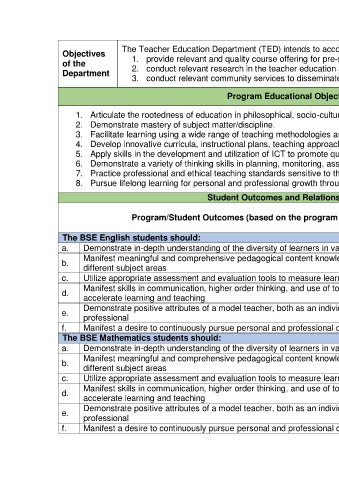 Objectives
of the
Department
The Teacher Education Department (TED) intends to acco
1. provide relevant and quality course offering for pre-s
2. conduct relevant research in the teacher education
3. conduct relevant community services to disseminate
Program Educational Object
1. Articulate the rootedness of education in philosophical, socio-cultur
2. Demonstrate mastery of subject matter/discipline.
3. Facilitate learning using a wide range of teaching methodologies a
4. Develop innovative curricula, instructional plans, teaching approach
5. Apply skills in the development and utilization of ICT to promote qu
6. Demonstrate a variety of thinking skills in planning, monitoring, ass
7. Practice professional and ethical teaching standards sensitive to th
8. Pursue lifelong learning for personal and professional growth throu
Student Outcomes and Relations
Program/Student Outcomes (based on the program
The BSE English students should:
a. Demonstrate in-depth understanding of the diversity of learners in va
b. Manifest meaningful and comprehensive pedagogical content knowle
different subject areas
c. Utilize appropriate assessment and evaluation tools to measure learn
d. Manifest skills in communication, higher order thinking, and use of to
accelerate learning and teaching
e. Demonstrate positive attributes of a model teacher, both as an indivi
professional
f. Manifest a desire to continuously pursue personal and professional d
The BSE Mathematics students should:
a. Demonstrate in-depth understanding of the diversity of learners in va
b. Manifest meaningful and comprehensive pedagogical content knowle
different subject areas
c. Utilize appropriate assessment and evaluation tools to measure learn
d. Manifest skills in communication, higher order thinking, and use of to
accelerate learning and teaching
e. Demonstrate positive attributes of a model teacher, both as an indivi
professional
f. Manifest a desire to continuously pursue personal and professional d